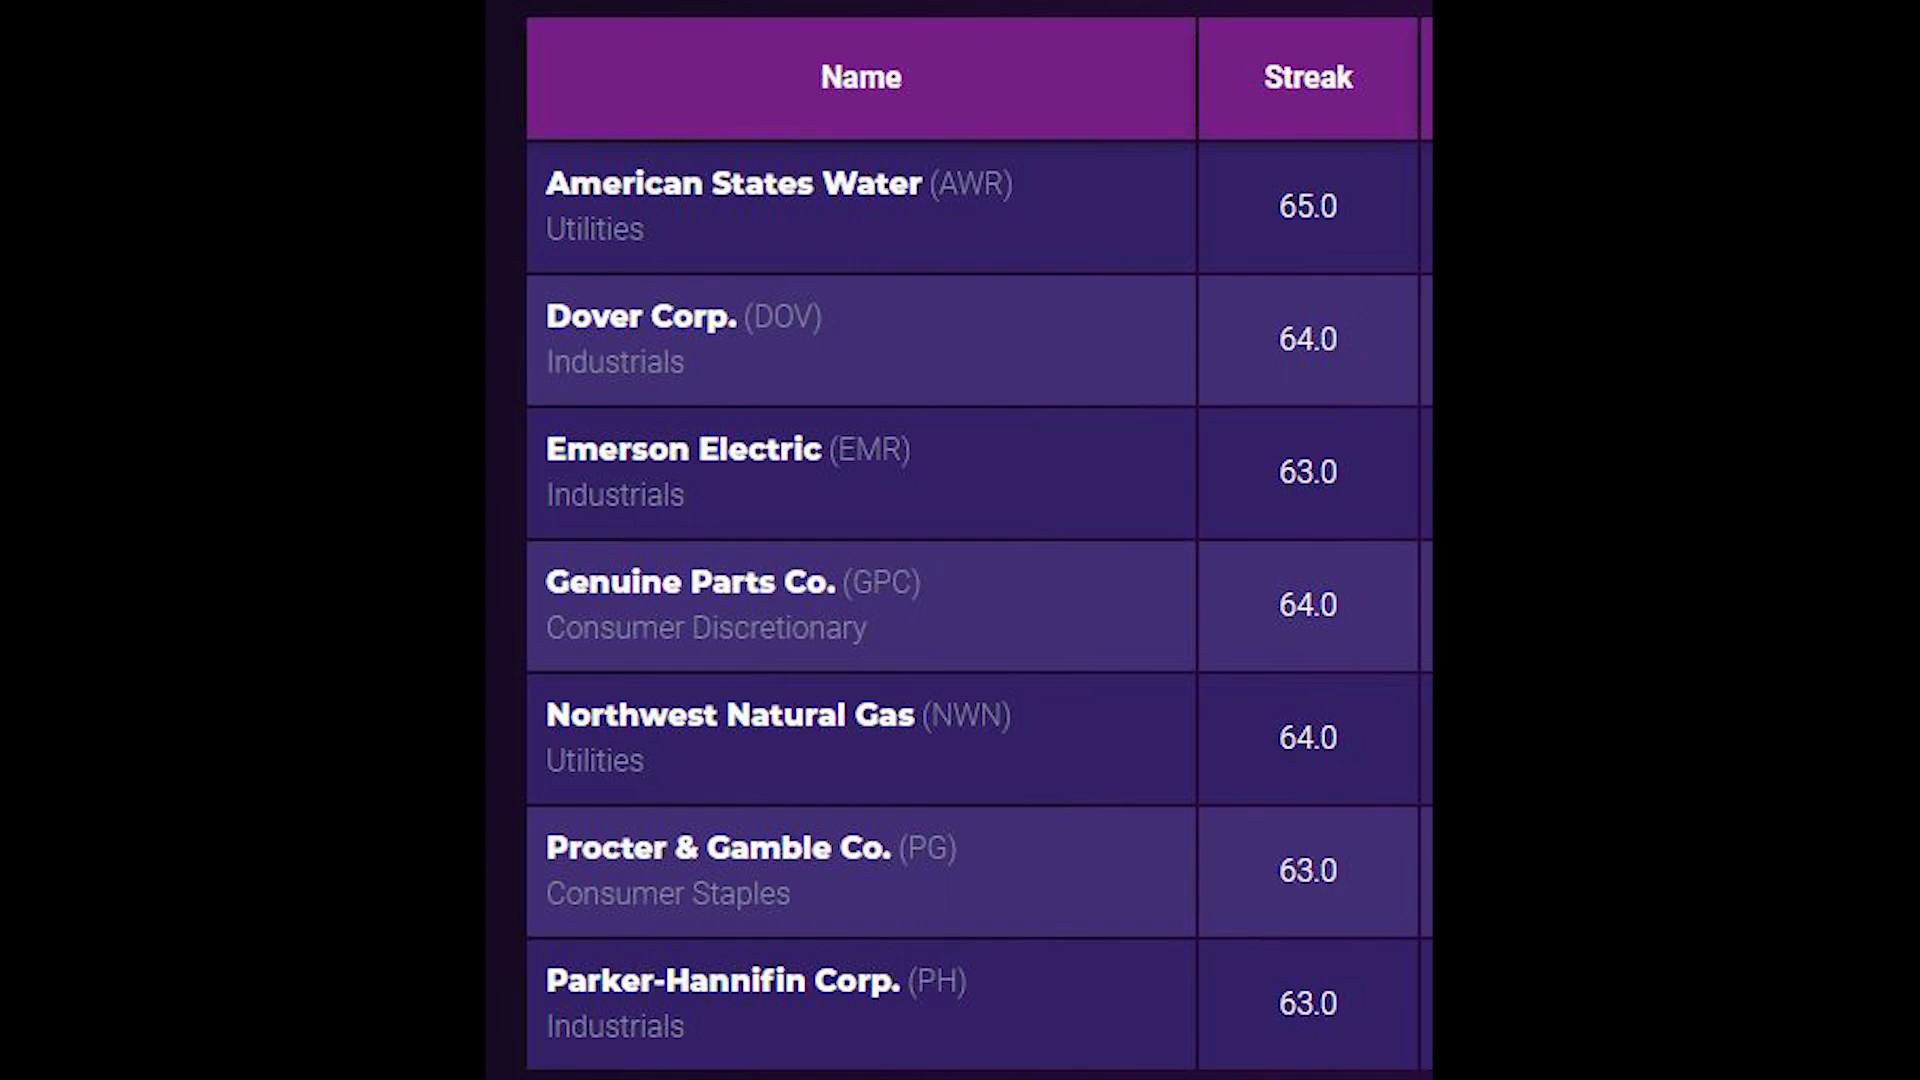 Name Streak
American States Water (AWR)
Utilities
65.0
Dover Corp. (DOV)
Industrials
64.0
Emerson Electric (EMR)
Industrials
63.0
Genuine Parts Co. (GPC)
Consumer Discretionary
64.0
Northwest Natural Gas (NWN)
Utilities
64.0
Procter & Gamble Co. (PG)
Consumer Staples
63.0
Parker-Hannifin Corp. (PH)
Industrials
63.0